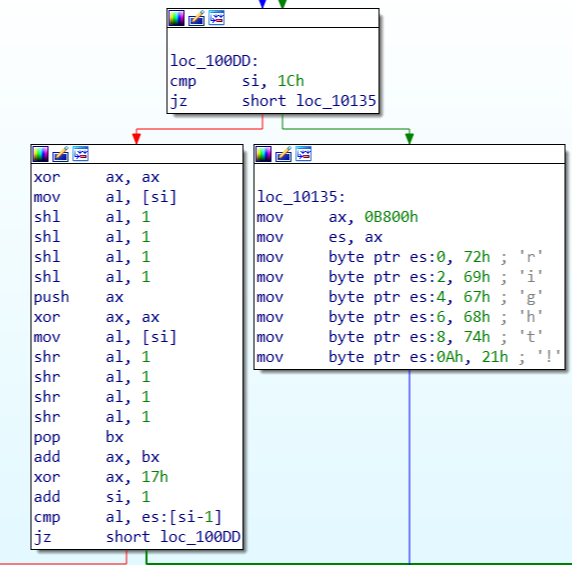 loc_100DD:
cmp si, 1Ch
jz short loc_10135
xor ax, ax
mov al, [si]
shl al, 1
shl al, 1
shl al, 1
shl al, 1
push ax
xor ax, ax
mov al, [si]
shr al, 1
shr al, 1
shr al, 1
shr al, 1
pop bx
add ax, bx
xor ax, 17h
add si, 1
cmp al, es:[si-1]
jz short loc_100DD
loc_10135:
mov ax, 0B800h
mov es, ax
mov byte ptr es:0, 72h ; 'r'
mov byte ptr es:2, 69h ; 'i'
mov byte ptr es:4, 67h ; 'g'
mov byte ptr es:6, 68h ; 'h'
mov byte ptr es:8, 74h ; 't'
mov byte ptr es:0Ah, 21h ; '!'